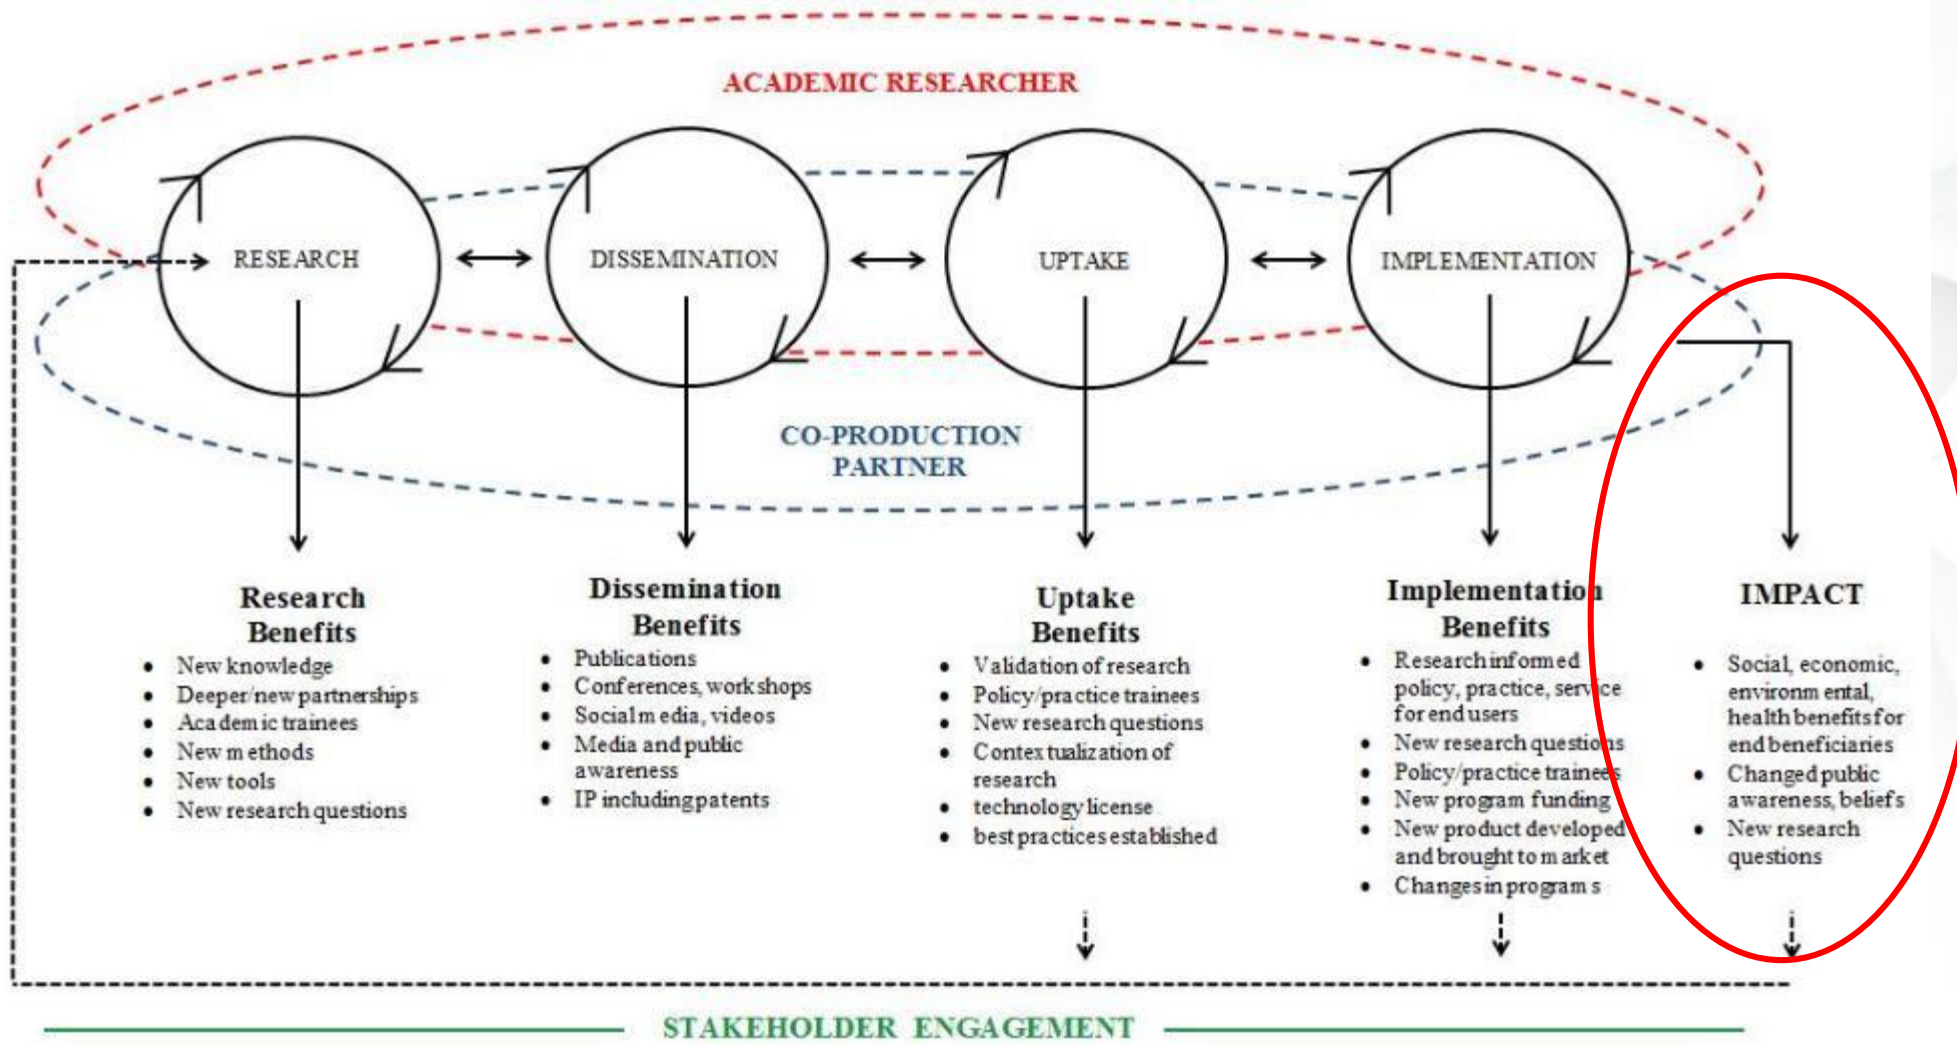 ACADEMIC RESEARCHER
RESEARCH
DISSEMINATION
UPTAKE
IMPLEMENTATION
CO-PRODUCTION
PARTNER
Research
Benefits
• New knowledge
• Deeper/new partnerships
• Academic trainees
• New methods
• New tools
• New research questions
Dissemination
Benefits
• Publications
• Conferences, workshops
• Social media, videos
• Media and public
awareness
• IP including patents
Uptake
Benefits
• Validation of research
• Policy/practice trainees
• New research questions
• Contextualization of
research
• technology license
• best practices established
Implementation
Benefits
• Research informed
policy, practice, service
for end users
• New research questions
• Policy/practice trainees
• New program funding
• New product developed
and brought to market
• Changes in programs
IMPACT
• Social, economic,
environmental,
health benefits for
end beneficiaries
• Changed public
awareness, beliefs
• New research
questions
STAKEHOLDER ENGAGEMENT